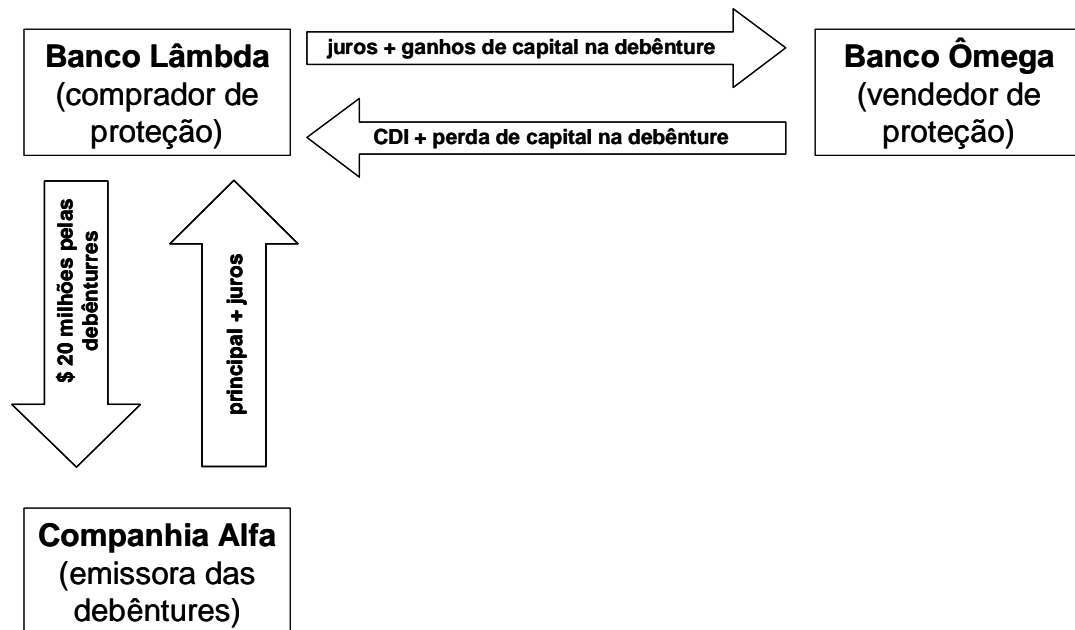 Banco Lâmbda
(comprador de
proteção)
juros + ganhos de capital na debênture
CDI + perda de capital na debênture
Banco Ômega
(vendedor de
proteção)
$ 20 milhões pelas
debênturres
principal + juros
Companhia Alfa
(emissora das
debêntures)